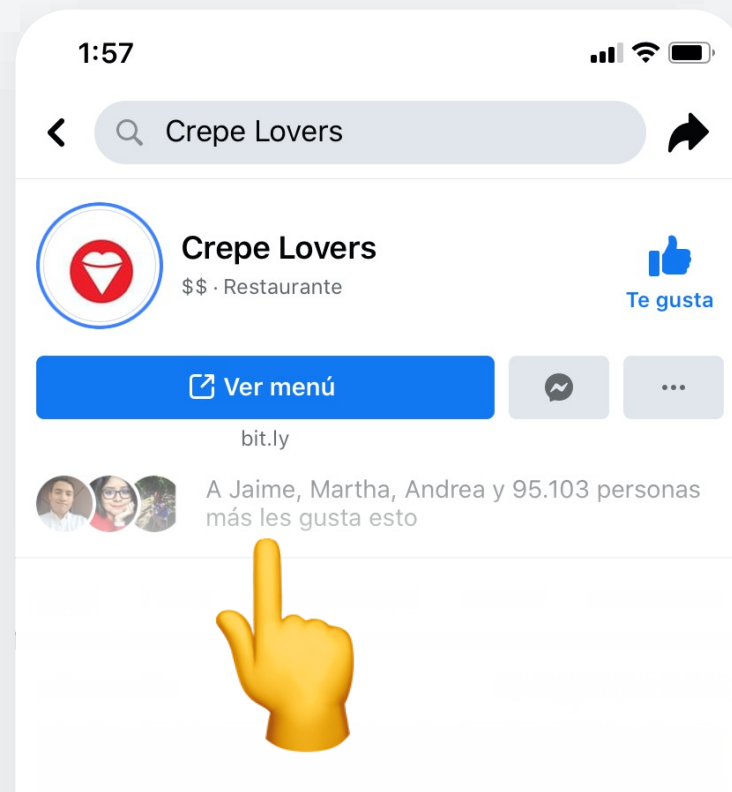 1:57
Crepe Lovers
Crepe Lovers
$$ · Restaurante
Te gusta
Ver menú
bit.ly
A Jaime, Martha, Andrea y 95.103 personas
más les gusta esto